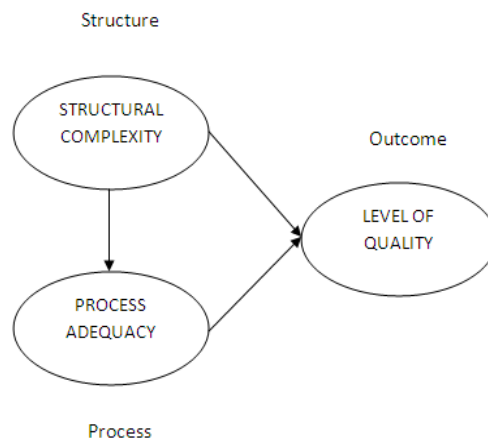 Structure
STRUCTURAL
COMPLEXITY
Outcome
LEVEL OF
QUALITY
PROCESS
ADEQUACY
Process